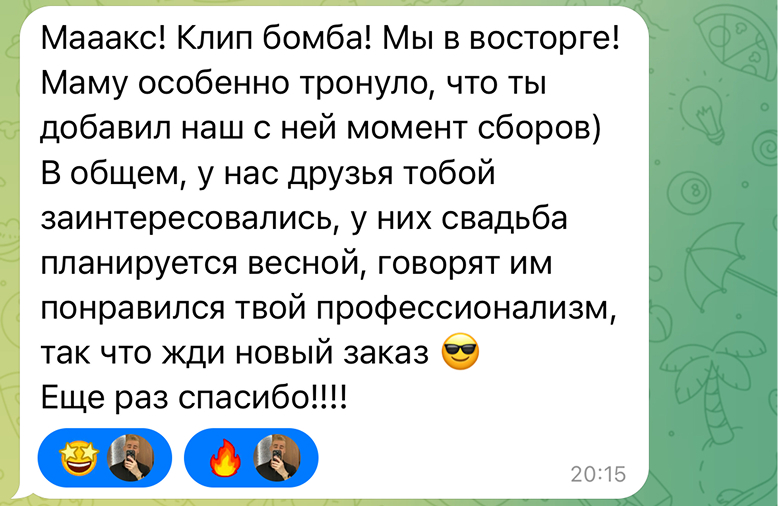 Мааакс! Клип бомба! Мы в восторге!
Маму особенно тронуло, что ты
добавил наш с ней момент сборов)
В общем, у нас друзья тобой
заинтересовались, у них свадьба
планируется весной, говорят им
понравился твой профессионализм,
так что жди новый заказ 😎
Еще раз спасибо!!!!
20:15